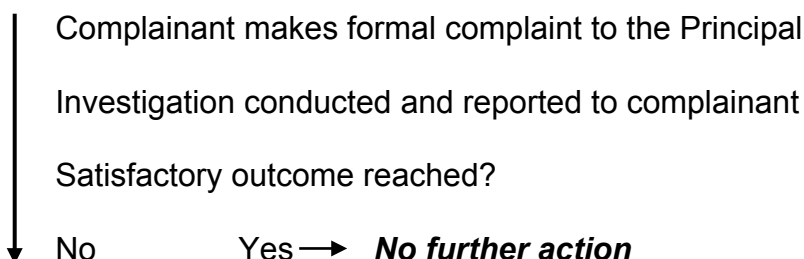 Complainant makes formal complaint to the Principal
Investigation conducted and reported to complainant
Satisfactory outcome reached?
No Yes → No further action